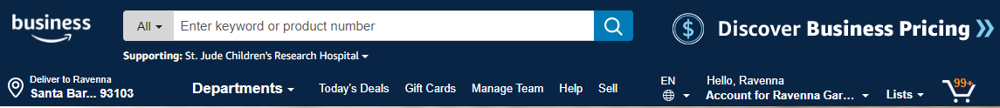 business
All
Enter keyword or product number
$ Discover Business Pricing
Supporting: St. Jude Children's Research Hospital
Deliver to Ravenna
Santa Bar... 93103
Departments
Today's Deals
Gift Cards
Manage Team
Help
Sell
EN
Hello, Ravenna
Account for Ravenna Gar...
Lists
99+